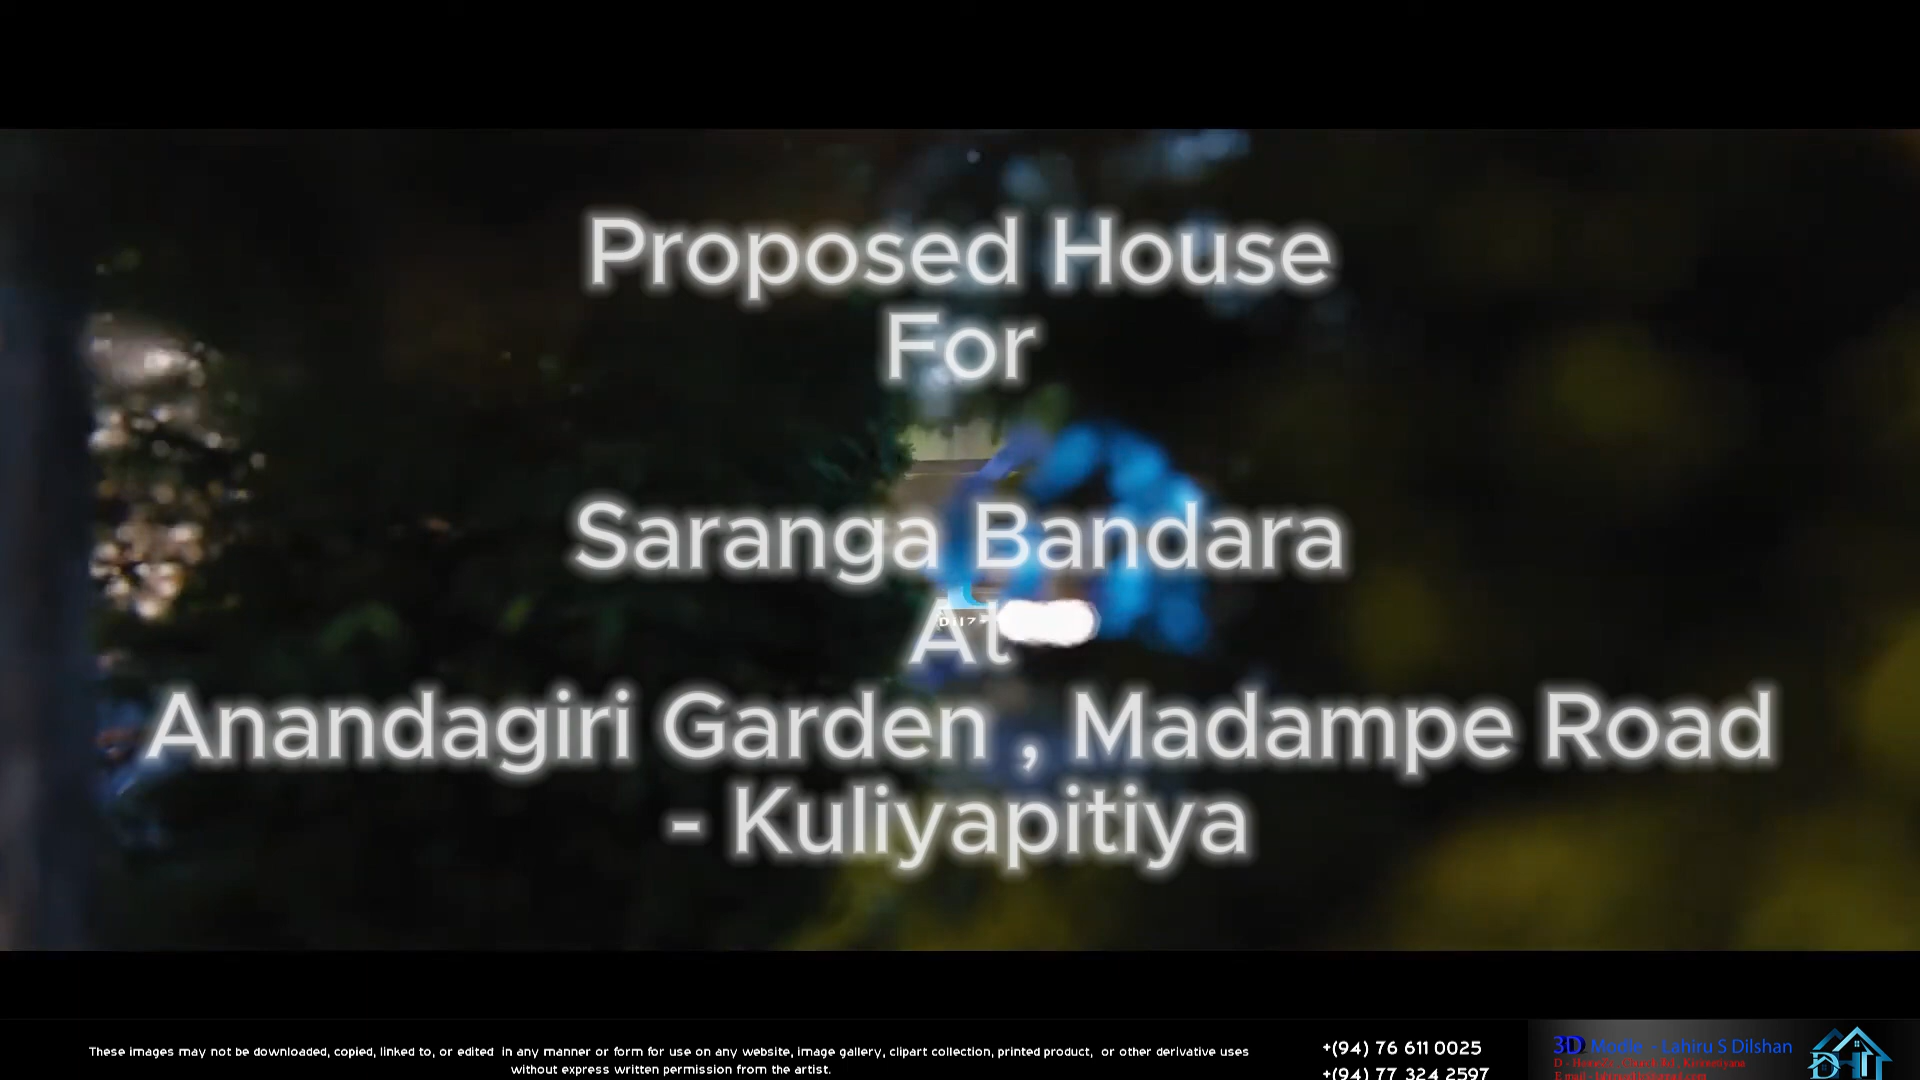 Proposed House
For
Saranga Bandara
At
Anandagiri Garden , Madampe Road
- Kuliyapitiya
These images may not be downloaded, copied, linked to, or edited in any manner or form for use on any website, image gallery, clipart collection, printed product, or other derivative uses
without express written permission from the artist.
+(94) 76 611 0025
+(94) 77 324 2597
3D Modle - Lahiru S Dilshan